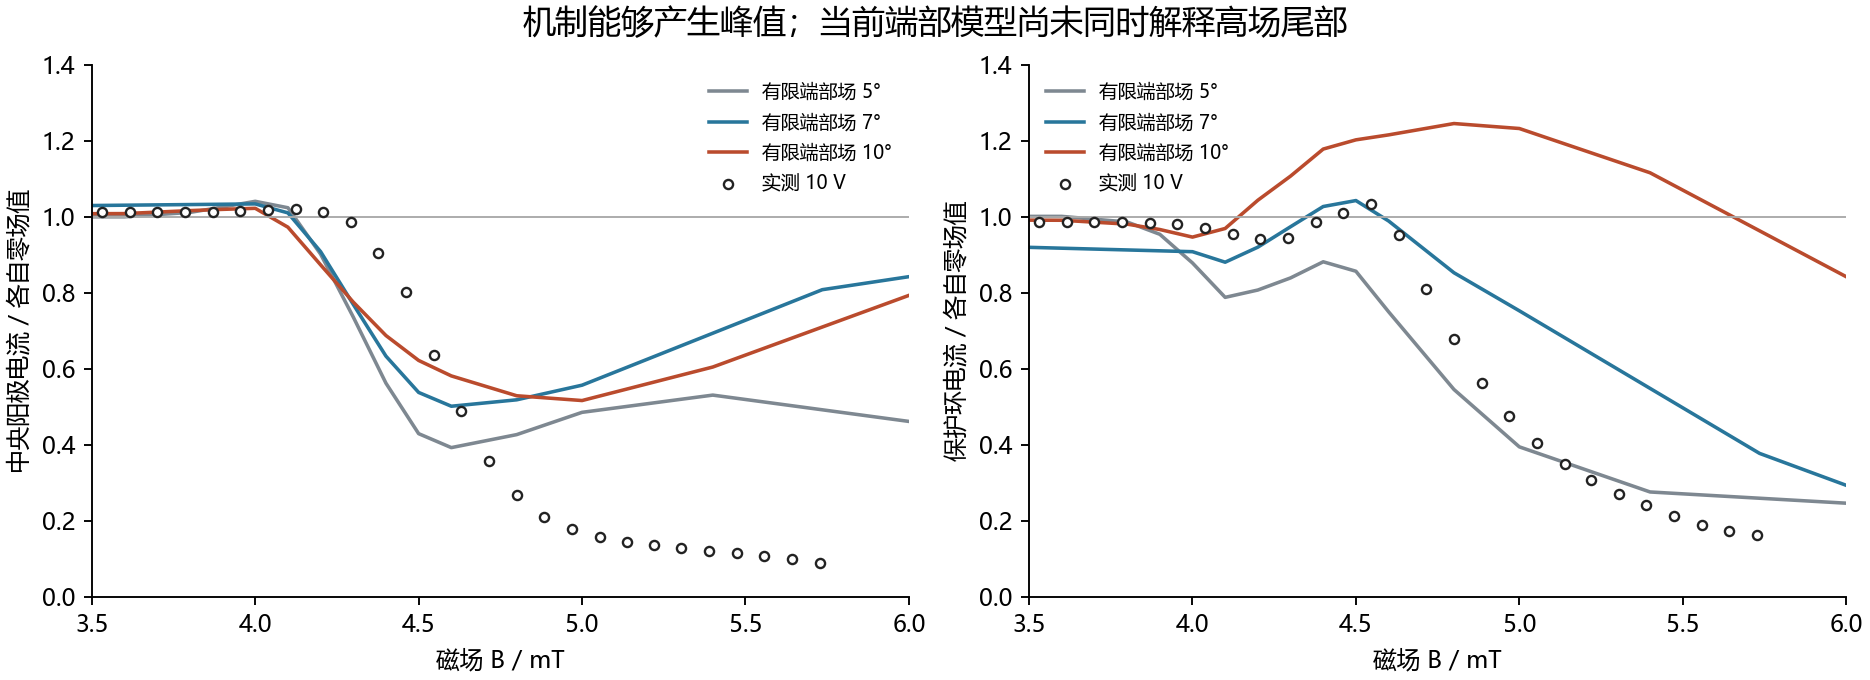 机制能够产生峰值；当前端部模型尚未同时解释高场尾部
中央阳极电流 / 各自零场值
1.4
1.2
1.0
0.8
0.6
0.4
0.2
0.0
3.5
4.0
4.5
5.0
5.5
6.0
磁场 B / mT
有限端部场 5°
有限端部场 7°
有限端部场 10°
实测 10 V
保护环电流 / 各自零场值
1.4
1.2
1.0
0.8
0.6
0.4
0.2
0.0
3.5
4.0
4.5
5.0
5.5
6.0
磁场 B / mT
有限端部场 5°
有限端部场 7°
有限端部场 10°
实测 10 V